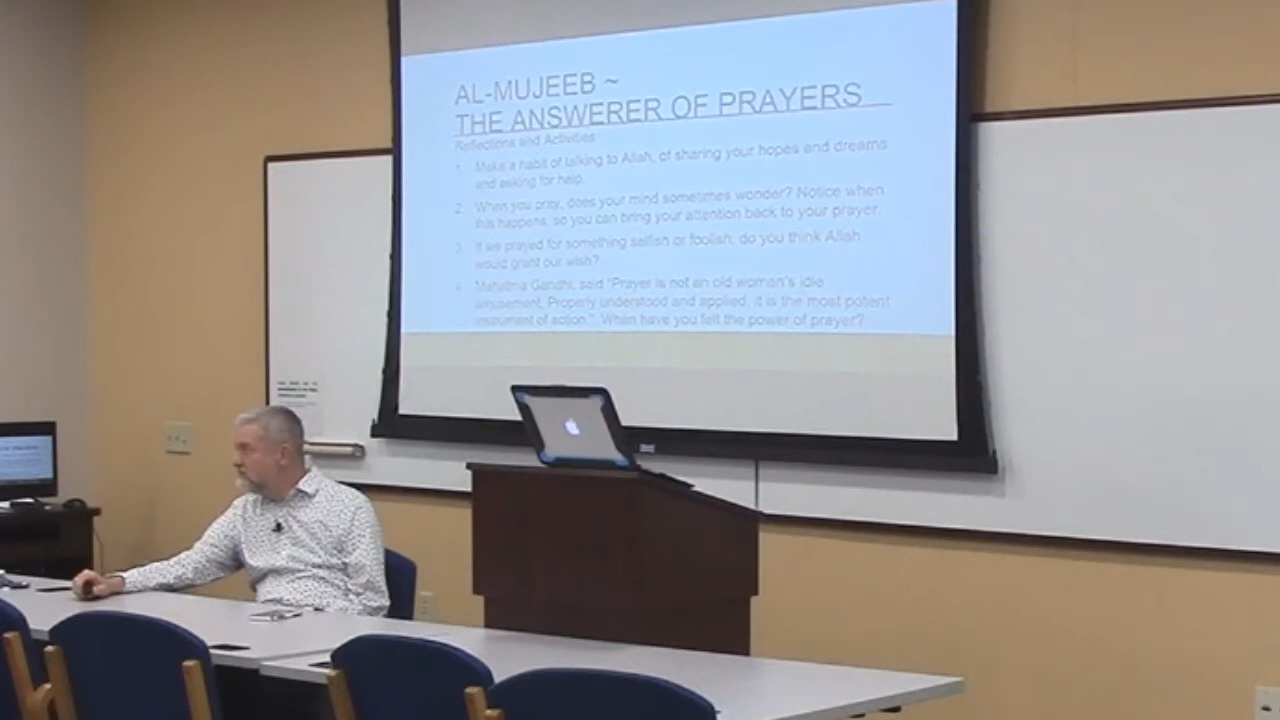 AL-MUJEEB ~
THE ANSWERER OF PRAYERS
Reflections and Activities
1. Make a habit of talking to Allah, of sharing your hopes and dreams
and asking for help.
2. When you pray, does your mind sometimes wonder? Notice when
this happens, so you can bring your attention back to your prayer.
3. If we prayed for something selfish or foolish, do you think Allah
would grant our wish?
4. Mahatma Gandhi, said "Prayer is not an old woman's idle
amusement. Properly understood and applied, it is the most potent
instrument of action." When have you felt the power of prayer?